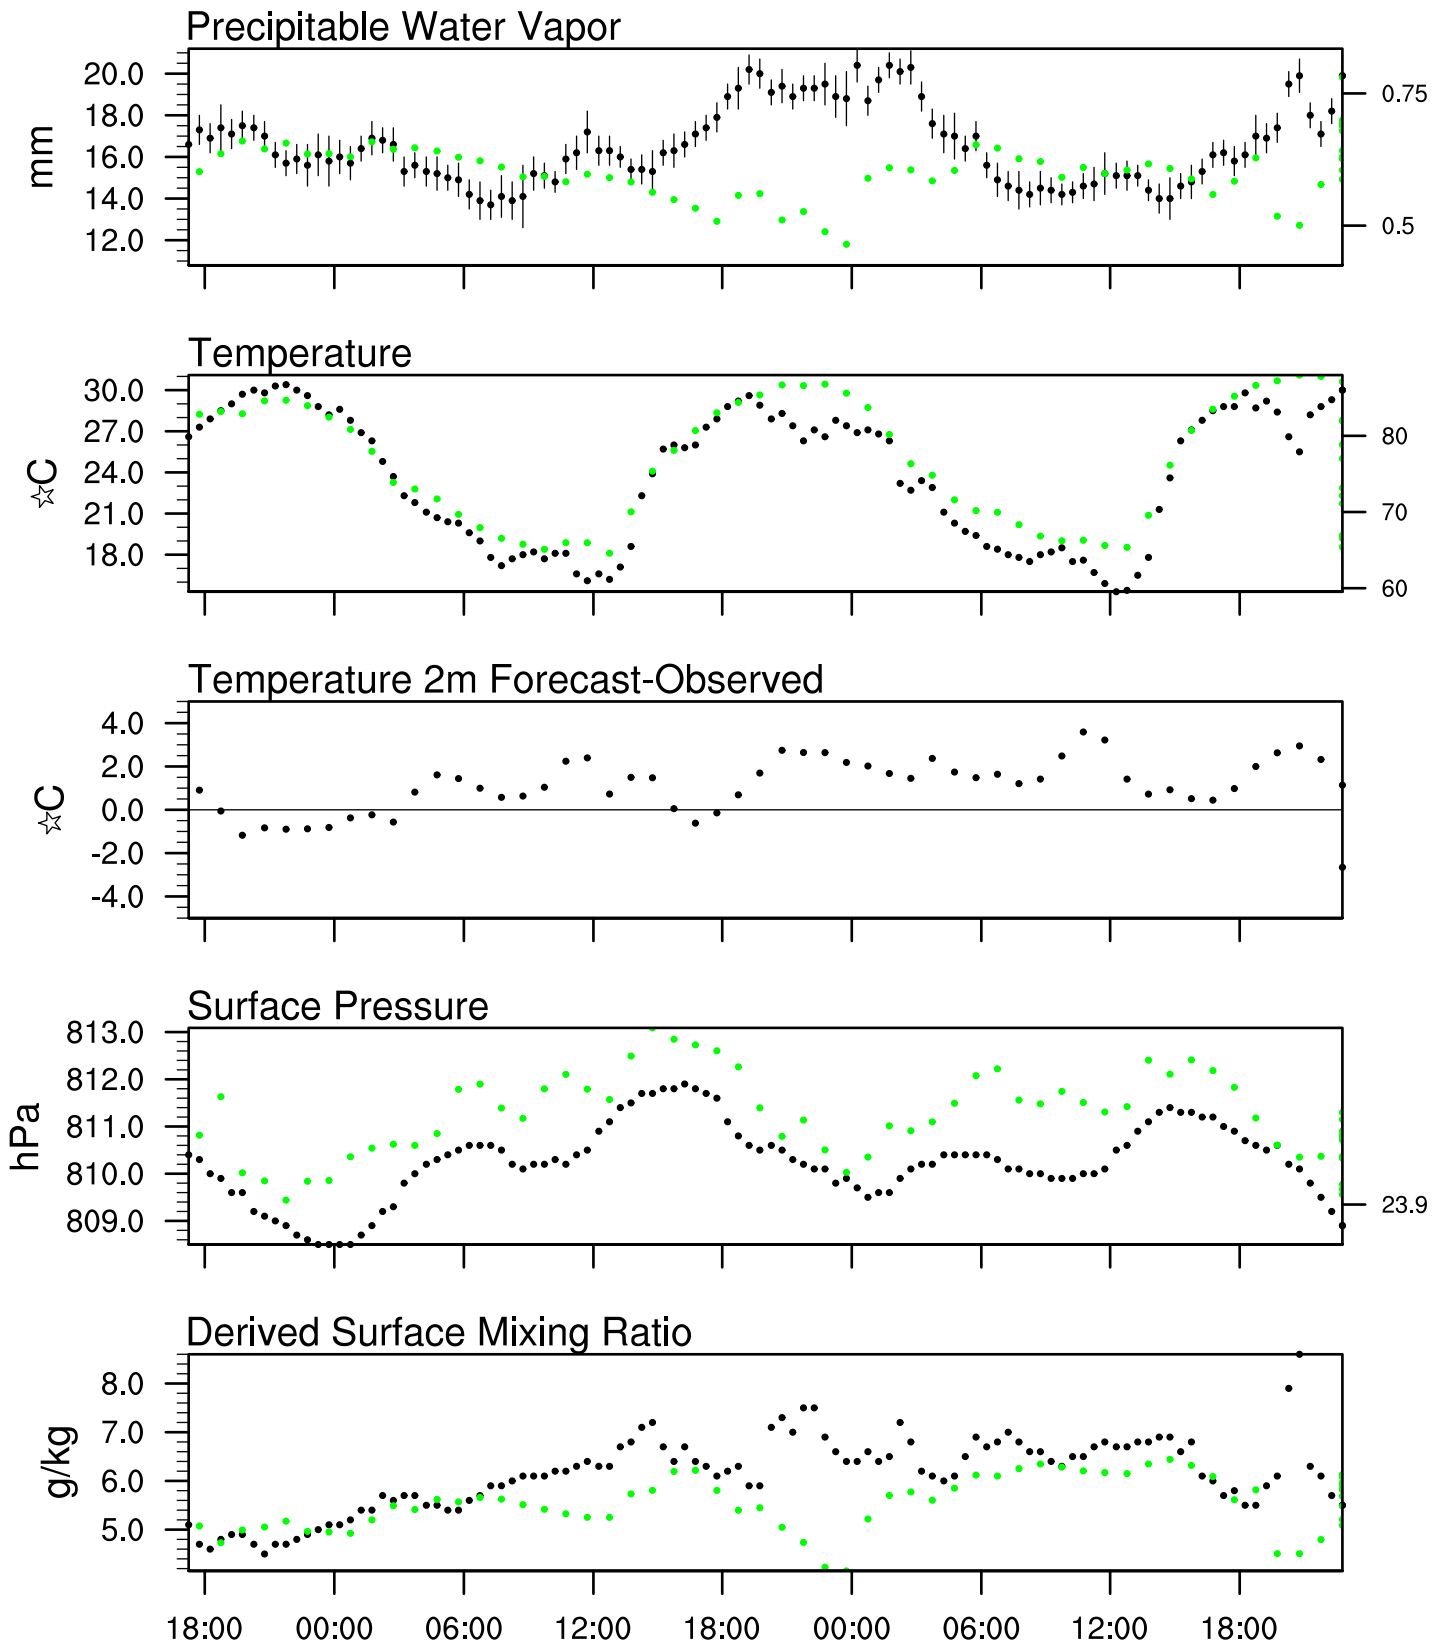 Precipitable Water Vapor
20.0
18.0
16.0
14.0
12.0
mm
0.75
0.5
Temperature
30.0
27.0
24.0
21.0
18.0
☆C
80
70
60
Temperature 2m Forecast-Observed
4.0
2.0
0.0
-2.0
-4.0
☆C
Surface Pressure
813.0
812.0
811.0
810.0
809.0
hPa
23.9
Derived Surface Mixing Ratio
8.0
7.0
6.0
5.0
g/kg
18:00 00:00 06:00 12:00 18:00 00:00 06:00 12:00 18:00